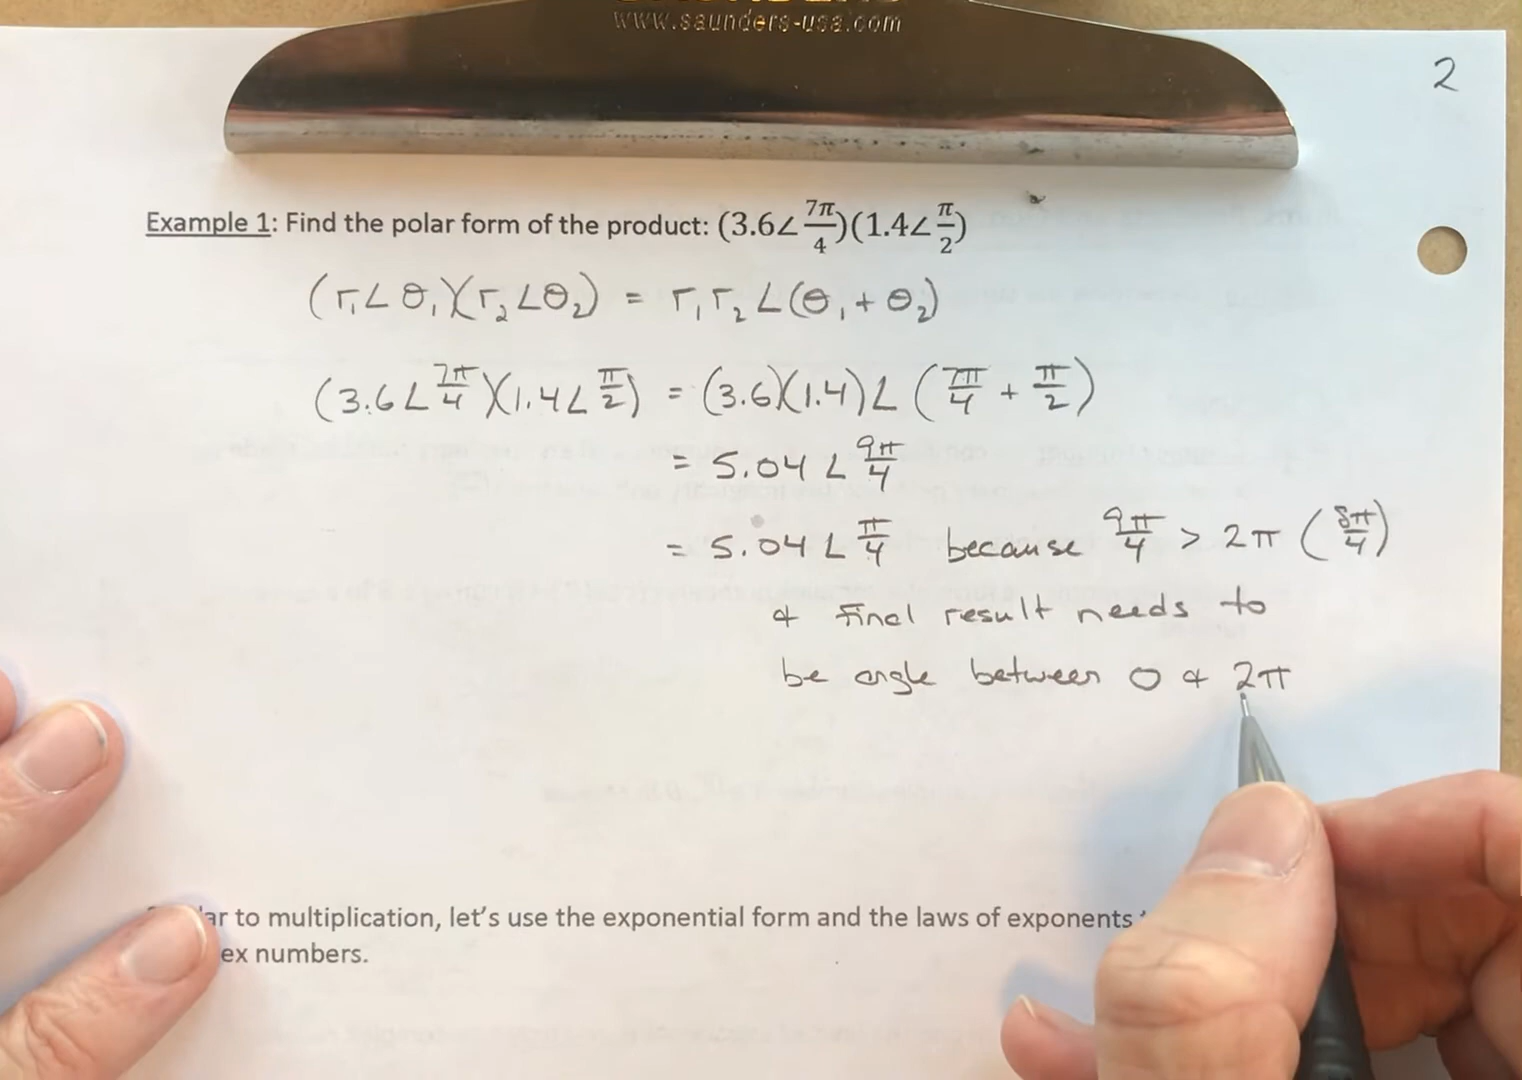 www.saunders-usa.com
2
Example 1: Find the polar form of the product: (3.6∠7π/4)(1.4∠π/2)
(r₁∠θ₁)(r₂∠θ₂) = r₁r₂∠(θ₁+θ₂)
(3.6∠7π/4)(1.4∠π/2) = (3.6)(1.4)∠(7π/4 + π/2)
= 5.04∠9π/4
= 5.04∠π/4 because 9π/4 > 2π (8π/4)
& final result needs to
be angle between 0 & 2π
to multiplication, let's use the exponential form and the laws of exponents
numbers.